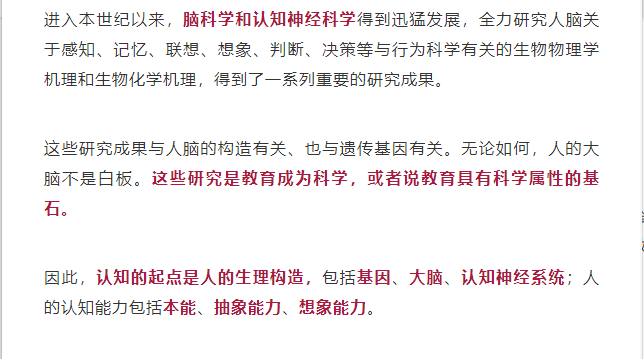 进入本世纪以来，脑科学和认知神经科学得到迅猛发展，全力研究人脑关
于感知、记忆、联想、想象、判断、决策等与行为科学有关的生物物理学
机理和生物化学机理，得到了一系列重要的研究成果。
这些研究成果与人脑的构造有关、也与遗传基因有关。无论如何，人的大
脑不是白板。这些研究是教育成为科学，或者说教育具有科学属性的基
石。
因此，认知的起点是人的生理构造，包括基因、大脑、认知神经系统；人
的认知能力包括本能、抽象能力、想象能力。